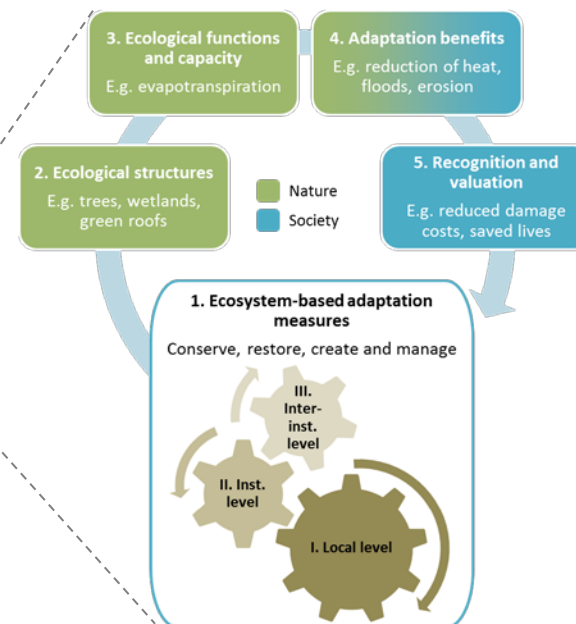 3. Ecological functions
and capacity
E.g. evapotranspiration
4. Adaptation benefits
E.g. reduction of heat,
floods, erosion
2. Ecological structures
E.g. trees, wetlands,
green roofs
Nature
Society
5. Recognition and
valuation
E.g. reduced damage
costs, saved lives
1. Ecosystem-based adaptation
measures
Conserve, restore, create and manage
III.
Inter-
inst.
level
II. Inst.
level
I. Local level